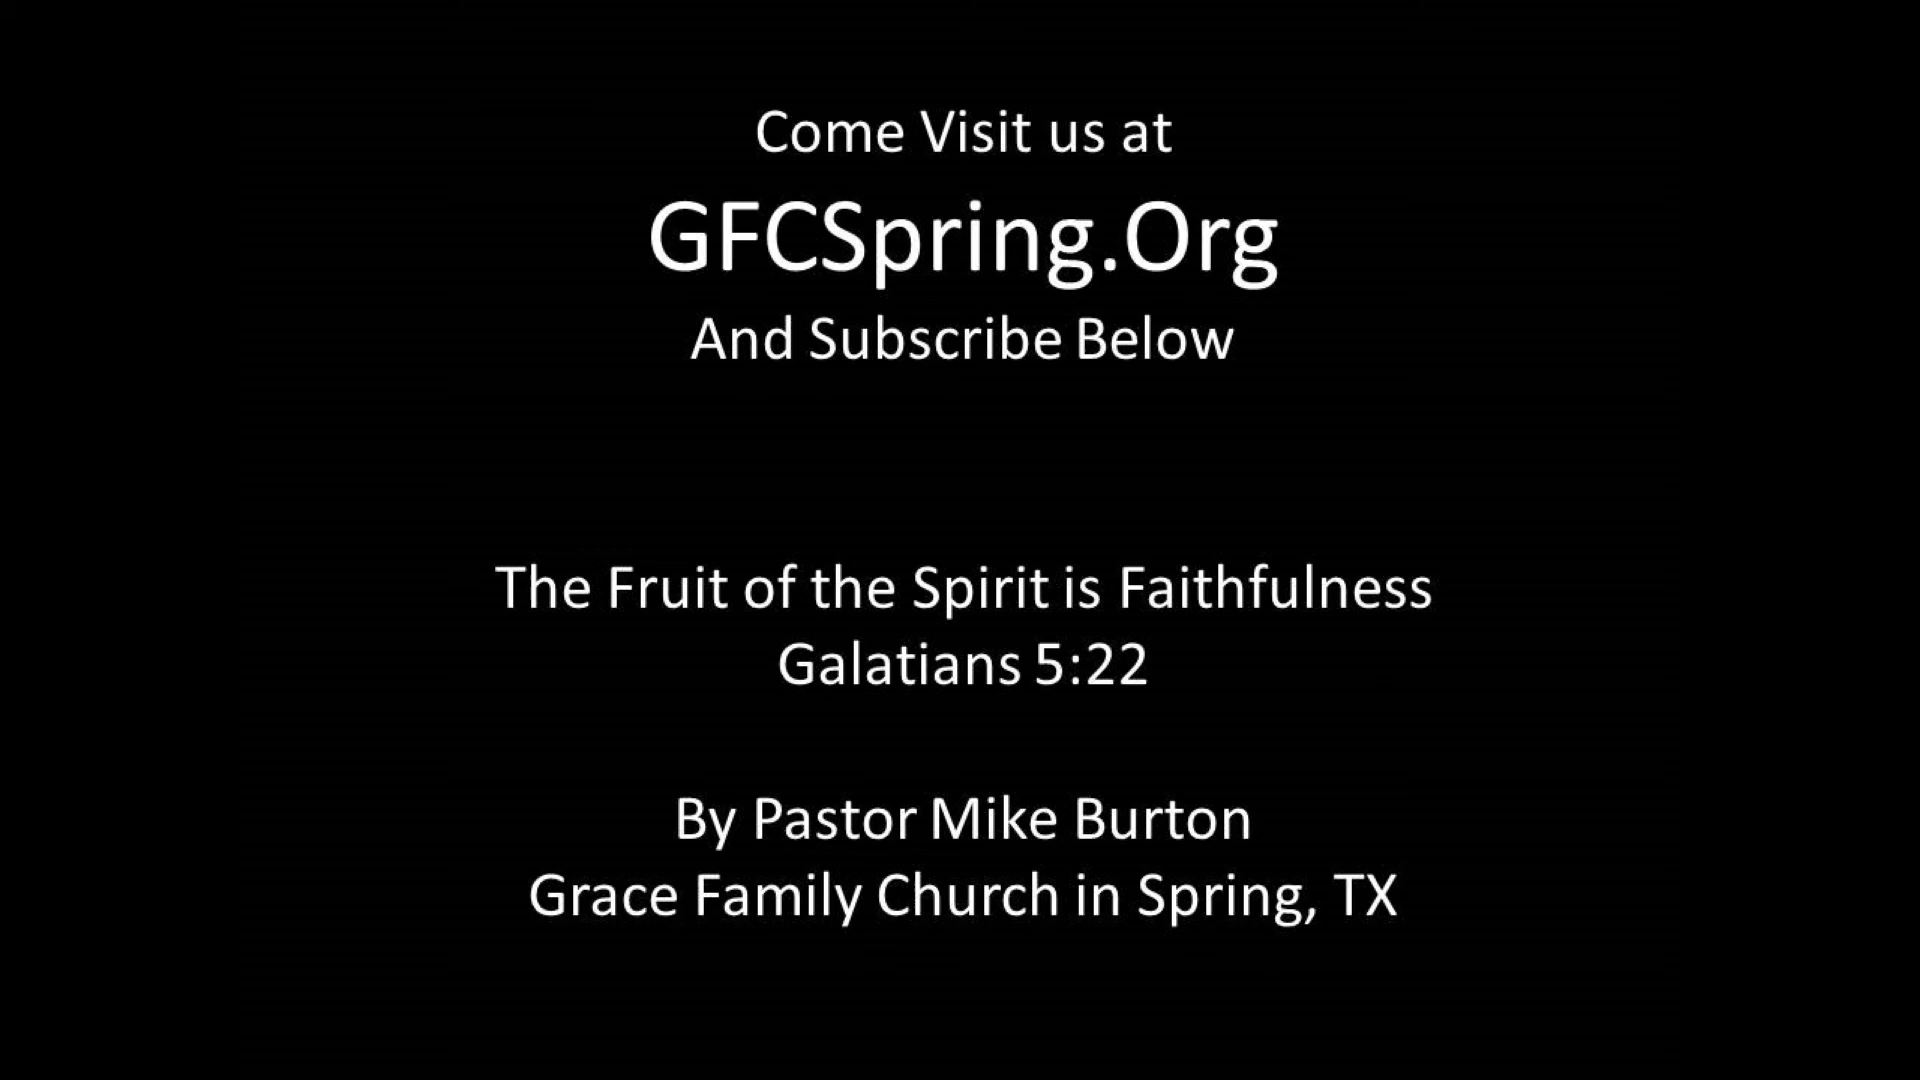 Come Visit us at
GFCSpring.Org
And Subscribe Below
The Fruit of the Spirit is Faithfulness
Galatians 5:22
By Pastor Mike Burton
Grace Family Church in Spring, TX